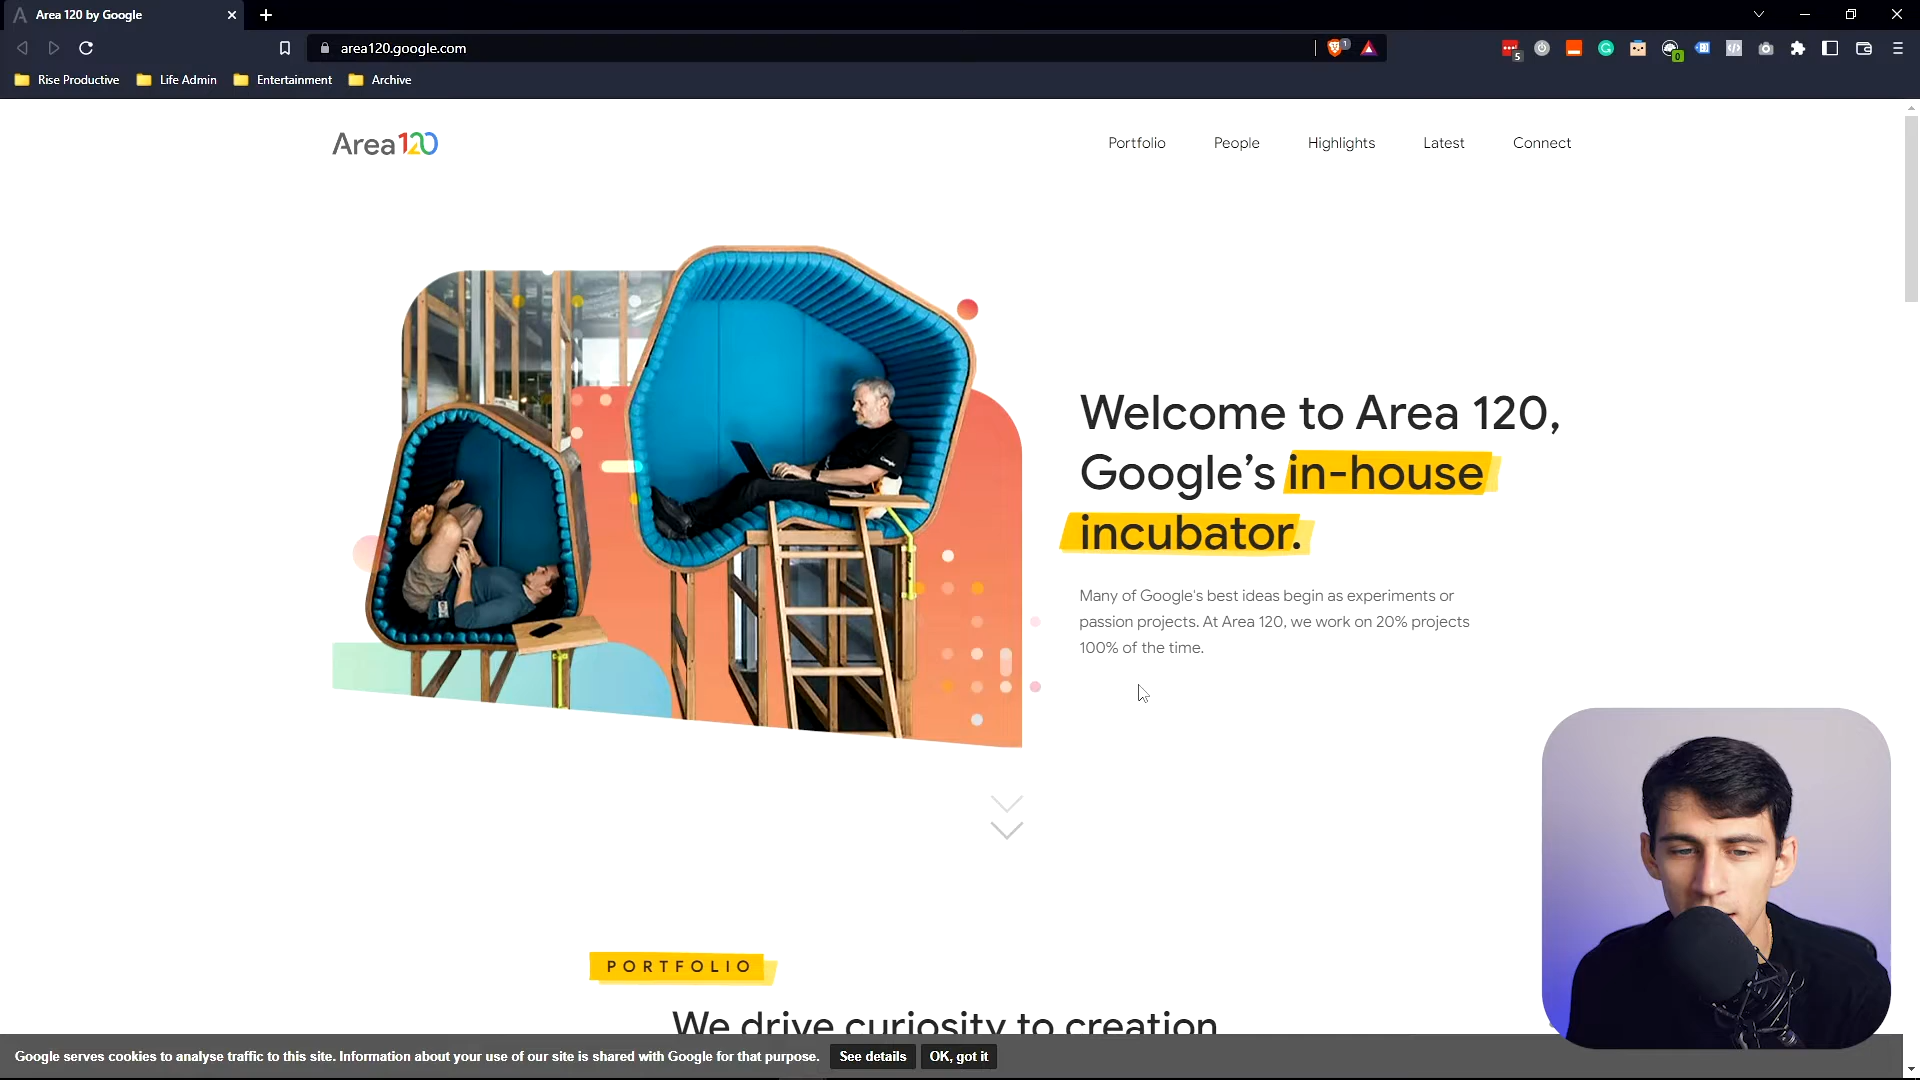 Area 120 by Google
area120.google.com
1
5
0
Rise Productive
Life Admin
Entertainment
Archive
Area120
Portfolio
People
Highlights
Latest
Connect
Welcome to Area 120,
Google's in-house
incubator.
Many of Google's best ideas begin as experiments or
passion projects. At Area 120, we work on 20% projects
100% of the time.
PORTFOLIO
We drive curiosity to creation
Google serves cookies to analyse traffic to this site. Information about your use of our site is shared with Google for that purpose.
See details
OK, got it